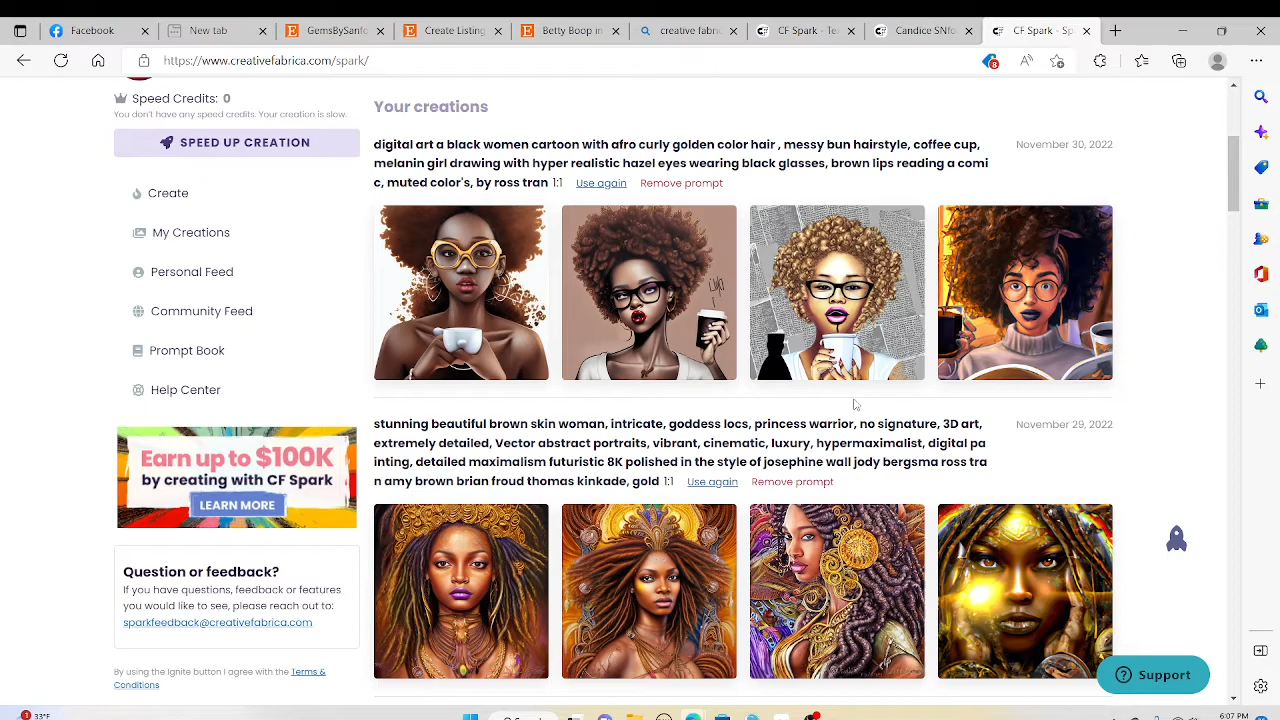 Facebook
New tab
GemsBySanfo
Create Listing
Betty Boop in
creative fabric
CF Spark - Te
Candice SNfo
CF Spark - Sp
https://www.creativefabrica.com/spark/
8
Speed Credits: 0
You don't have any speed credits. Your creation is slow.
SPEED UP CREATION
Create
My Creations
Personal Feed
Community Feed
Prompt Book
Help Center
Earn up to $100K
by creating with CF Spark
LEARN MORE
Question or feedback?
If you have questions, feedback or features
you would like to see, please reach out to:
sparkfeedback@creativefabrica.com
By using the Ignite button I agree with the Terms &
Conditions
Your creations
digital art a black women cartoon with afro curly golden color hair , messy bun hairstyle, coffee cup,
melanin girl drawing with hyper realistic hazel eyes wearing black glasses, brown lips reading a comi
c, muted color's, by ross tran 1:1 Use again Remove prompt
November 30, 2022
stunning beautiful brown skin woman, intricate, goddess locs, princess warrior, no signature, 3D art,
extremely detailed, Vector abstract portraits, vibrant, cinematic, luxury, hypermaximalist, digital pa
inting, detailed maximalism futuristic 8K polished in the style of josephine wall jody bergsma ross tra
n amy brown brian froud thomas kinkade, gold 1:1 Use again Remove prompt
November 29, 2022
Support
33°F
6:07 PM